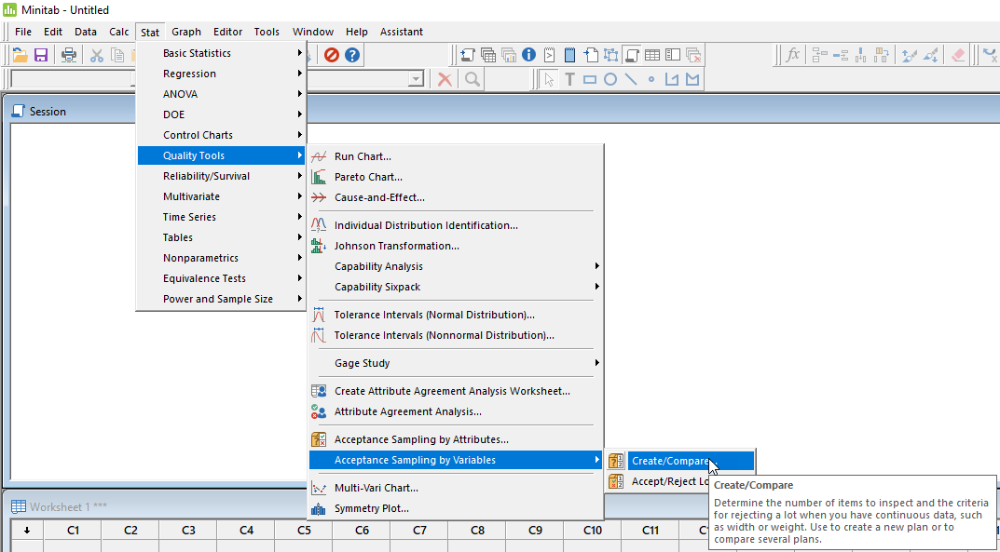 Minitab - Untitled
File Edit Data Calc Stat Graph Editor Tools Window Help Assistant
Session
Basic Statistics
Regression
ANOVA
DOE
Control Charts
Quality Tools
Reliability/Survival
Multivariate
Time Series
Tables
Nonparametrics
Equivalence Tests
Power and Sample Size
Run Chart...
Pareto Chart...
Cause-and-Effect...
Individual Distribution Identification...
Johnson Transformation...
Capability Analysis
Capability Sixpack
Tolerance Intervals (Normal Distribution)...
Tolerance Intervals (Nonnormal Distribution)...
Gage Study
Create Attribute Agreement Analysis Worksheet...
Attribute Agreement Analysis...
Acceptance Sampling by Attributes...
Acceptance Sampling by Variables
Multi-Vari Chart...
Symmetry Plot...
Create/Compare...
Accept/Reject
Create/Compare
Determine the number of items to inspect and the criteria
for rejecting a lot when you have continuous data, such
as width or weight. Use to create a new plan or to
compare several plans.
Worksheet 1 ***
C1 C2 C3 C4 C5 C6 C7 C8 C9 C10 C11